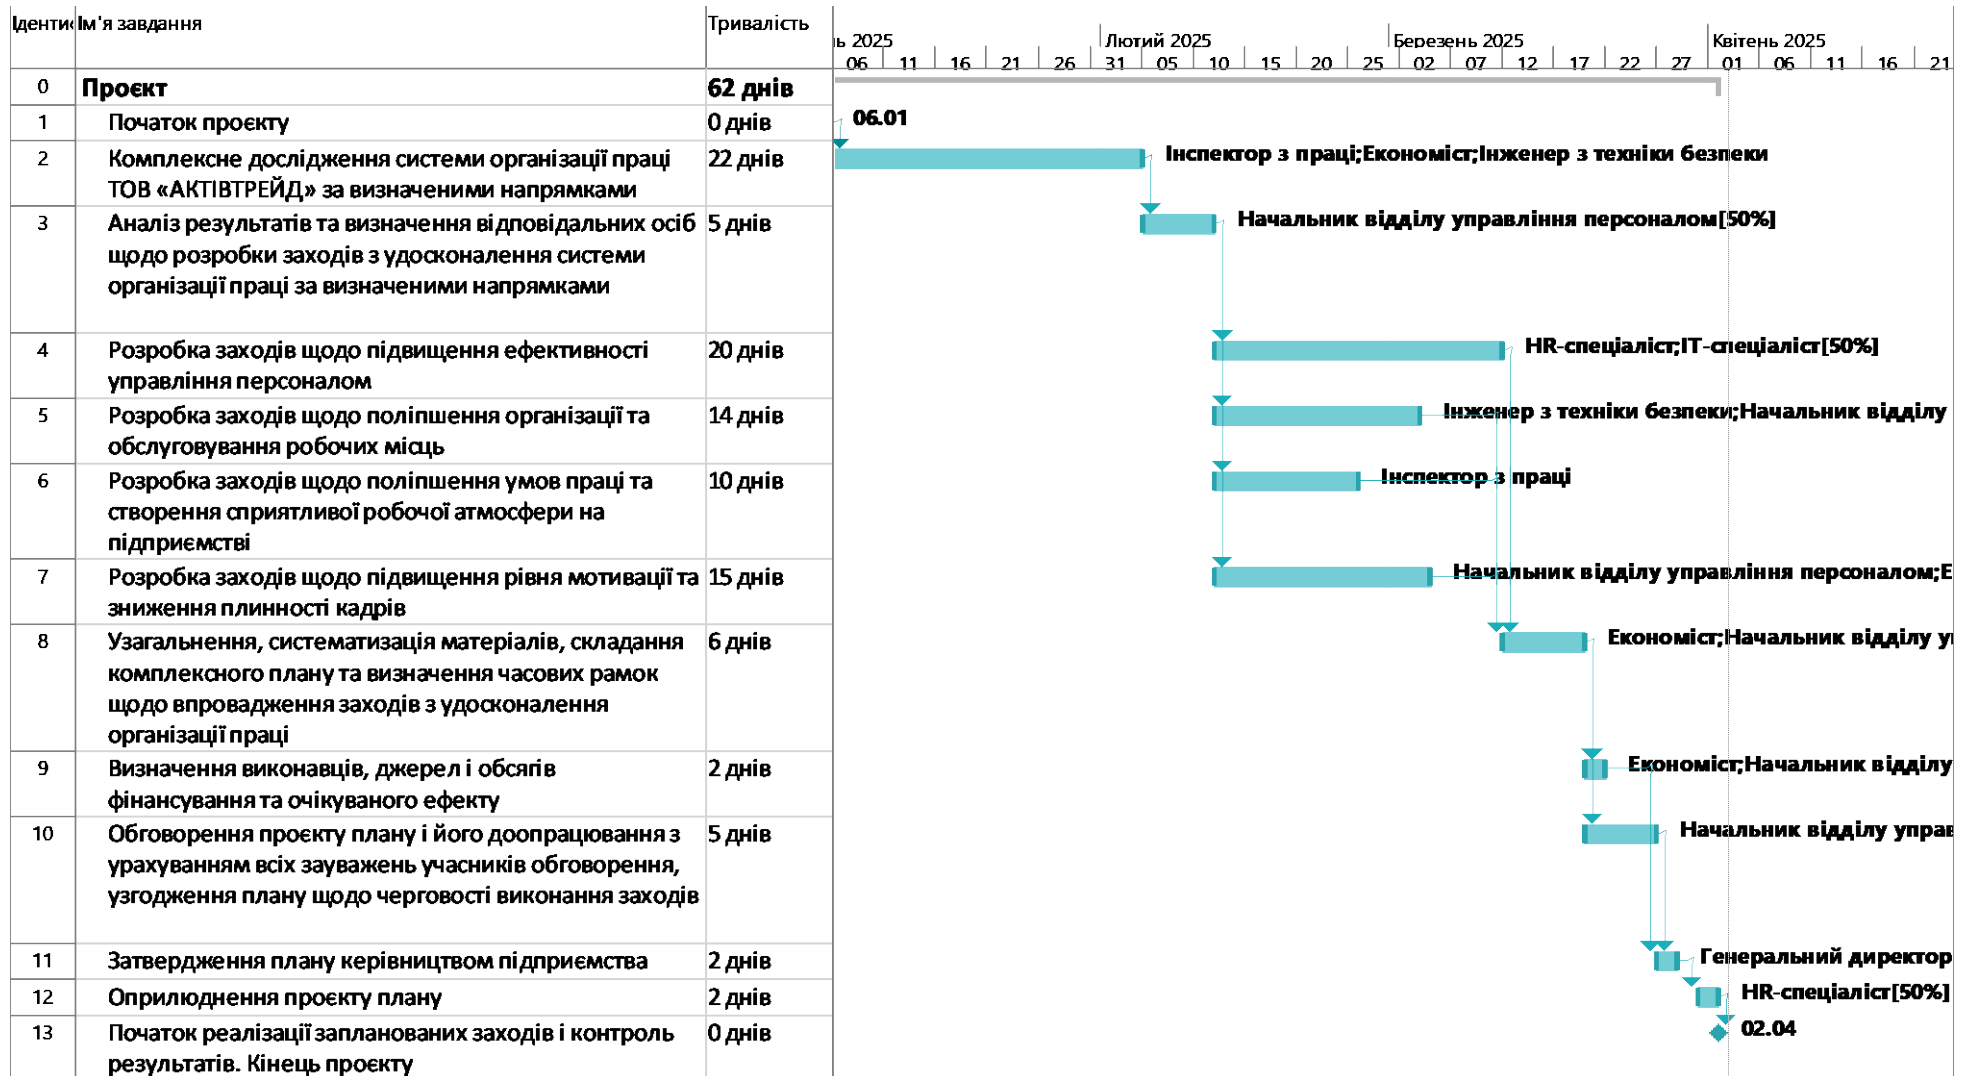 Ідентис Ім'я завдання Тривалість
ь 2025 Лютий 2025 Березень 2025 Квітень 2025
06 11 16 21 26 31 05 10 15 20 25 02 07 12 17 22 27 01 06 11 16 21
0 Проєкт 62 днів
1 Початок проєкту 0 днів 06.01
2 Комплексне дослідження системи організації праці 22 днів Інспектор з праці;Економіст;Інженер з техніки безпеки
ТОВ «АКТІВТРЕЙД» за визначеними напрямками
3 Аналіз результатів та визначення відповідальних осіб 5 днів Начальник відділу управління персоналом[50%]
щодо розробки заходів з удосконалення системи
організації праці за визначеними напрямками
4 Розробка заходів щодо підвищення ефективності 20 днів HR-спеціаліст;IT-спеціаліст[50%]
управління персоналом
5 Розробка заходів щодо поліпшення організації та 14 днів Інженер з техніки безпеки;Начальник відділу
обслуговування робочих місць
6 Розробка заходів щодо поліпшення умов праці та 10 днів Інспектор з праці
створення сприятливої робочої атмосфери на
підприємстві
7 Розробка заходів щодо підвищення рівня мотивації та 15 днів Начальник відділу управління персоналом;Е
зниження плинності кадрів
8 Узагальнення, систематизація матеріалів, складання 6 днів Економіст;Начальник відділу у
комплексного плану та визначення часових рамок
щодо впровадження заходів з удосконалення
організації праці
9 Визначення виконавців, джерел і обсягів 2 днів Економіст;Начальник відділу
фінансування та очікуваного ефекту
10 Обговорення проєкту плану і його доопрацювання з 5 днів Начальник відділу управ
урахуванням всіх зауважень учасників обговорення,
узгодження плану щодо черговості виконання заходів
11 Затвердження плану керівництвом підприємства 2 днів Генеральний директор
12 Оприлюднення проєкту плану 2 днів HR-спеціаліст[50%]
13 Початок реалізації запланованих заходів і контроль 0 днів 02.04
результатів. Кінець проєкту